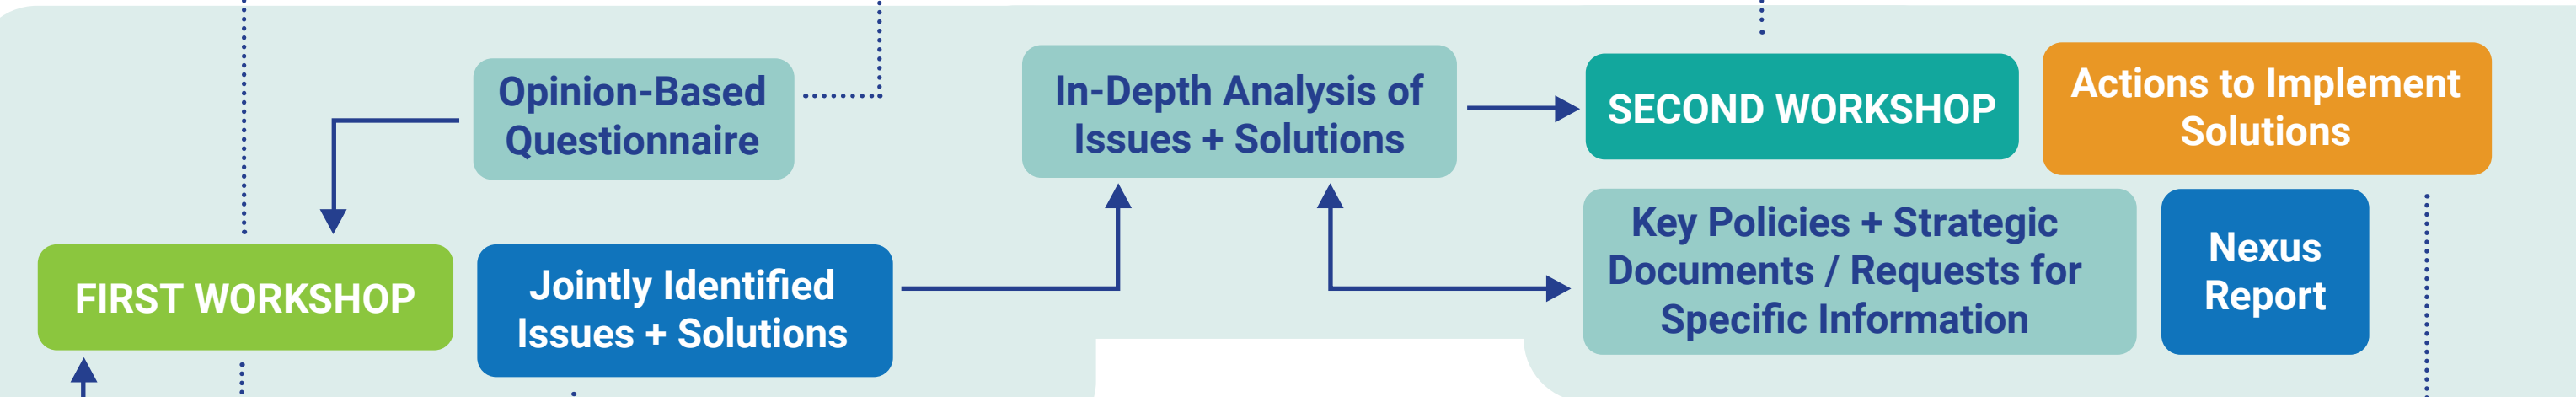 Opinion-Based
Questionnaire
FIRST WORKSHOP
Jointly Identified
Issues + Solutions
In-Depth Analysis of
Issues + Solutions
SECOND WORKSHOP
Actions to Implement
Solutions
Key Policies + Strategic
Documents / Requests for
Specific Information
Nexus
Report